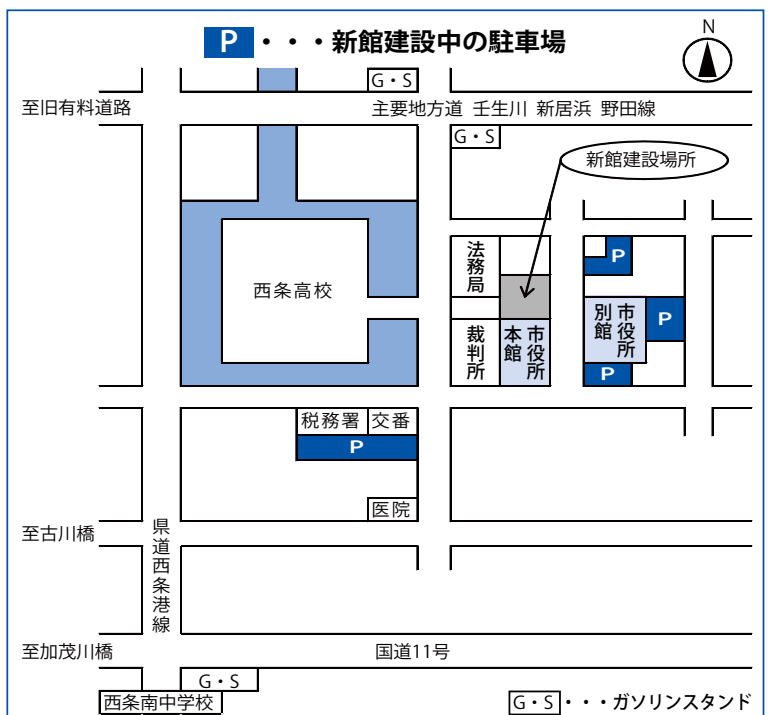 P・・・新館建設中の駐車場
N
G・S
至旧有料道路
主要地方道 壬生川 新居浜 野田線
G・S
新館建設場所
法務局
P
西条高校
裁判所
市役所
本館
市役所
別館
P
P
税務署
交番
P
医院
至古川橋
県道西条港線
至加茂川橋
国道11号
G・S
西条南中学校
G・S・・・ガソリンスタンド